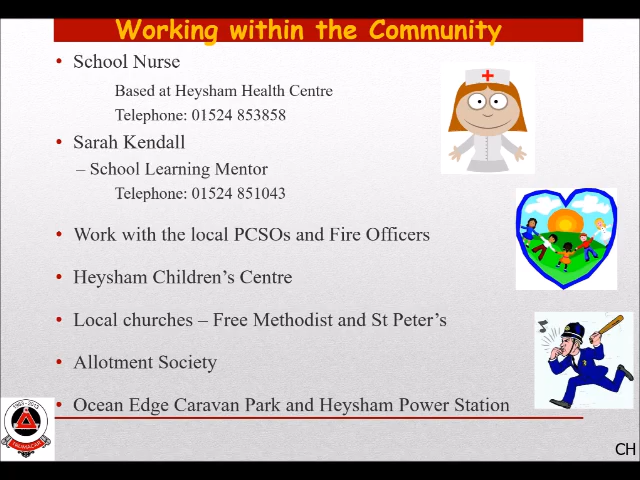 Working within the Community
• School Nurse
Based at Heysham Health Centre
Telephone: 01524 853858
• Sarah Kendall
– School Learning Mentor
Telephone: 01524 851043
• Work with the local PCSOs and Fire Officers
• Heysham Children’s Centre
• Local churches – Free Methodist and St Peter’s
• Allotment Society
• Ocean Edge Caravan Park and Heysham Power Station
TRUMACAR
CH